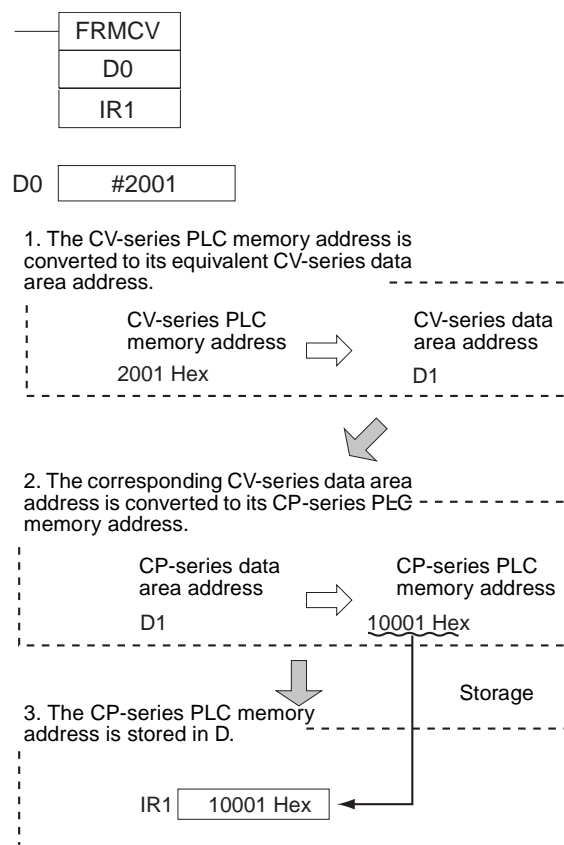 FRMCV
D0
IR1
D0 #2001
1. The CV-series PLC memory address is
converted to its equivalent CV-series data
area address.
CV-series PLC
memory address
CV-series data
area address
2001 Hex
D1
2. The corresponding CV-series data area
address is converted to its CP-series PLC
memory address.
CP-series data
area address
CP-series PLC
memory address
D1
10001 Hex
Storage
3. The CP-series PLC memory
address is stored in D.
IR1 10001 Hex